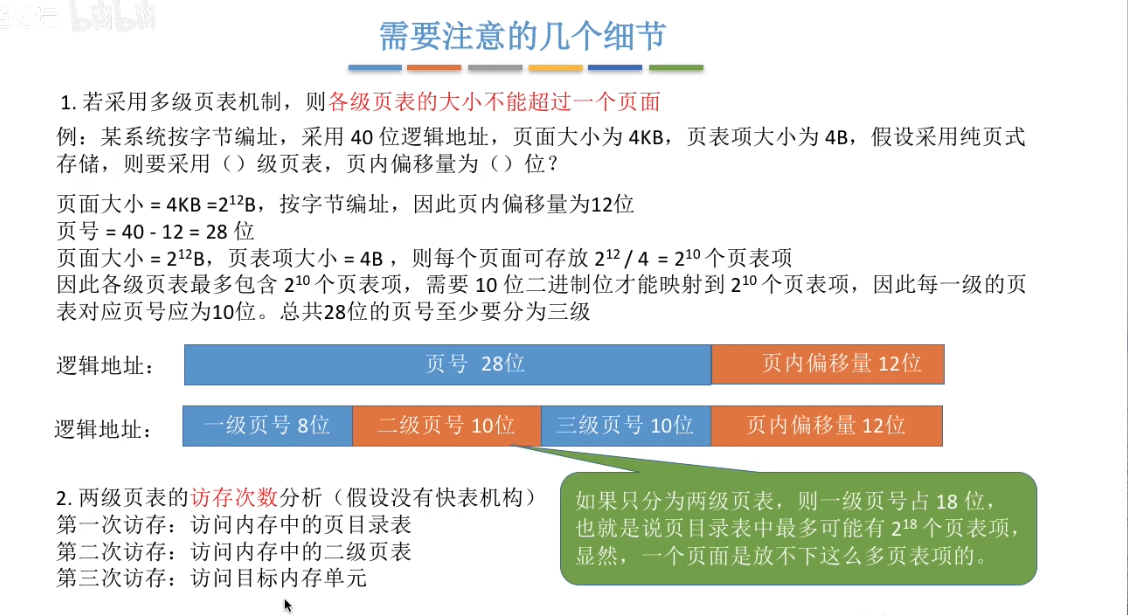 bilibili
需要注意的几个细节
1. 若采用多级页表机制，则各级页表的大小不能超过一个页面
例：某系统按字节编址，采用 40 位逻辑地址，页面大小为 4KB，页表项大小为 4B，假设采用纯页式
存储，则要采用（）级页表，页内偏移量为（）位？
页面大小 = 4KB =2¹²B，按字节编址，因此页内偏移量为12位
页号 = 40 - 12 = 28 位
页面大小 = 2¹²B，页表项大小 = 4B ，则每个页面可存放 2¹² / 4 = 2¹⁰ 个页表项
因此各级页表最多包含 2¹⁰ 个页表项，需要 10 位二进制位才能映射到 2¹⁰ 个页表项，因此每一级的页
表对应页号应为10位。总共28位的页号至少要分为三级
逻辑地址： 页号 28位 页内偏移量 12位
逻辑地址： 一级页号 8位 二级页号 10位 三级页号 10位 页内偏移量 12位
2. 两级页表的访存次数分析（假设没有快表机构）
第一次访存：访问内存中的页目录表
第二次访存：访问内存中的二级页表
第三次访存：访问目标内存单元
如果只分为两级页表，则一级页号占 18 位，
也就是说页目录表中最多可能有 2¹⁸ 个页表项，
显然，一个页面是放不下这么多页表项的。